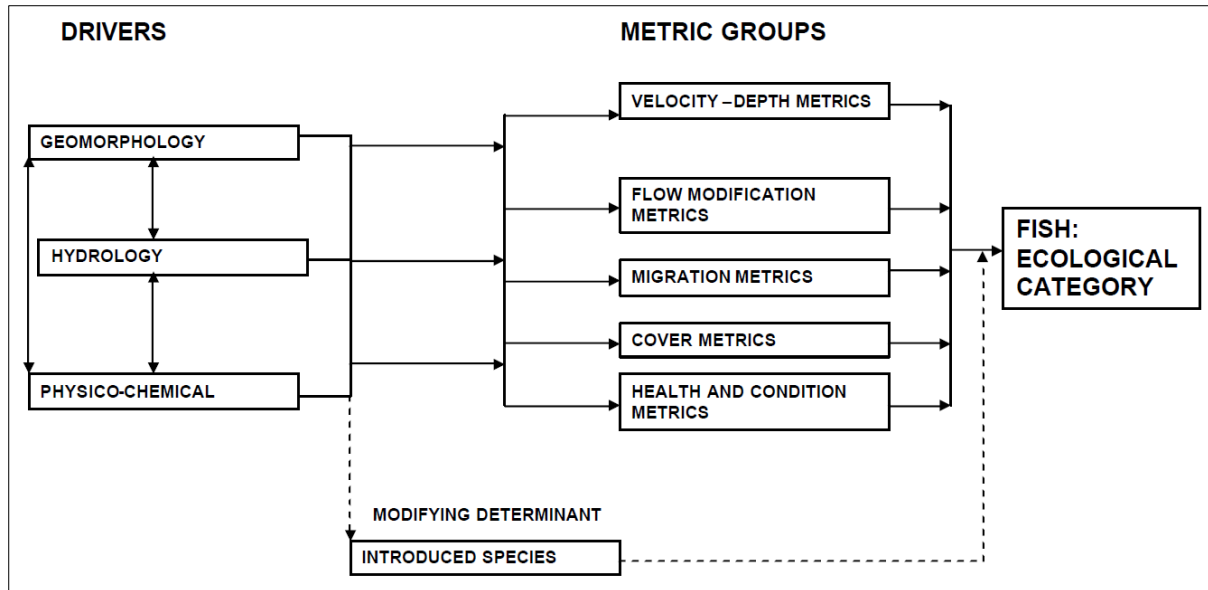 DRIVERS
METRIC GROUPS
VELOCITY –DEPTH METRICS
GEOMORPHOLOGY
FLOW MODIFICATION
METRICS
HYDROLOGY
MIGRATION METRICS
FISH:
ECOLOGICAL
CATEGORY
COVER METRICS
PHYSICO-CHEMICAL
HEALTH AND CONDITION
METRICS
MODIFYING DETERMINANT
INTRODUCED SPECIES